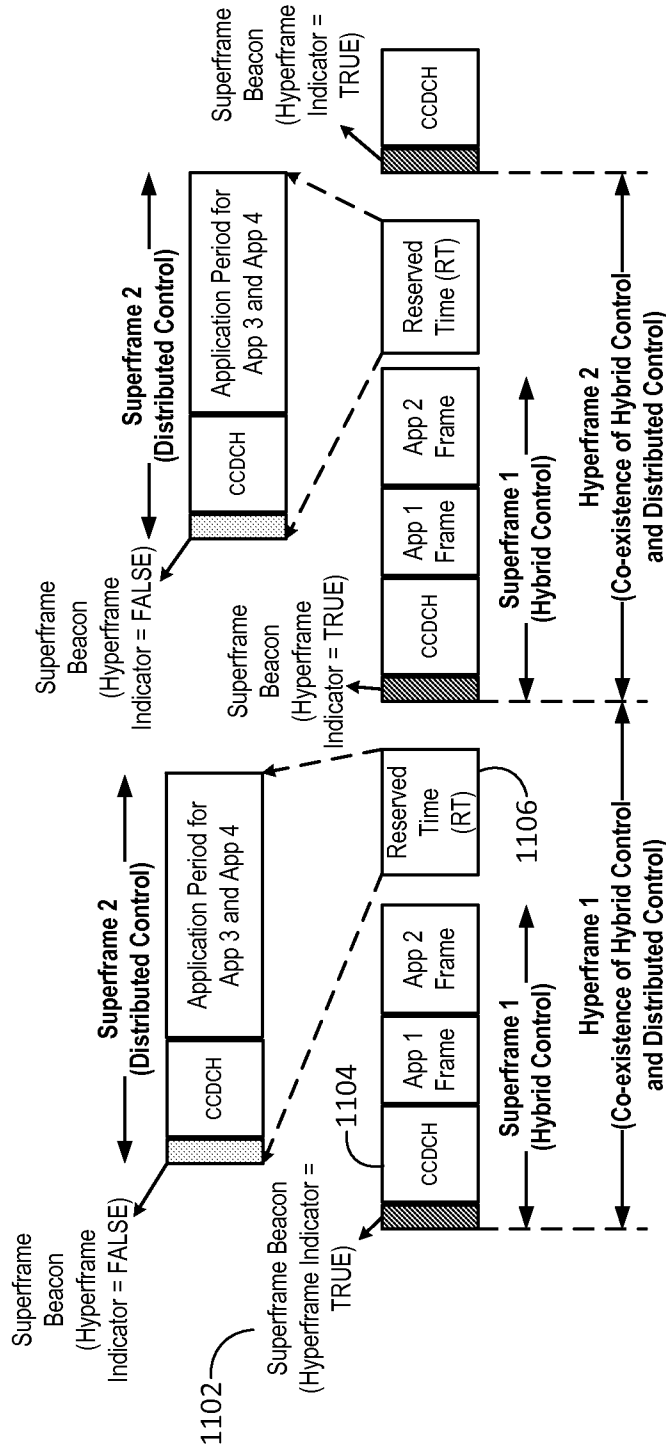 Superframe
Beacon
(Hyperframe
Indicator = FALSE)
Superframe 2
(Distributed Control)
CCDCH
Application Period for
App 3 and App 4
1102
Superframe Beacon
(Hyperframe Indicator =
TRUE)
1104
CCDCH
App 1
Frame
App 2
Frame
Reserved
Time
(RT)
1106
Superframe 1
(Hybrid Control)
Hyperframe 1
(Co-existence of Hybrid Control
and Distributed Control)
Superframe
Beacon
(Hyperframe
Indicator = FALSE)
Superframe 2
(Distributed Control)
CCDCH
Application Period for
App 3 and App 4
Superframe
Beacon
(Hyperframe
Indicator = TRUE)
CCDCH
App 1
Frame
App 2
Frame
Reserved
Time (RT)
Superframe 1
(Hybrid Control)
Hyperframe 2
(Co-existence of Hybrid Control
and Distributed Control)
Superframe
Beacon
(Hyperframe
Indicator =
TRUE)
CCDCH